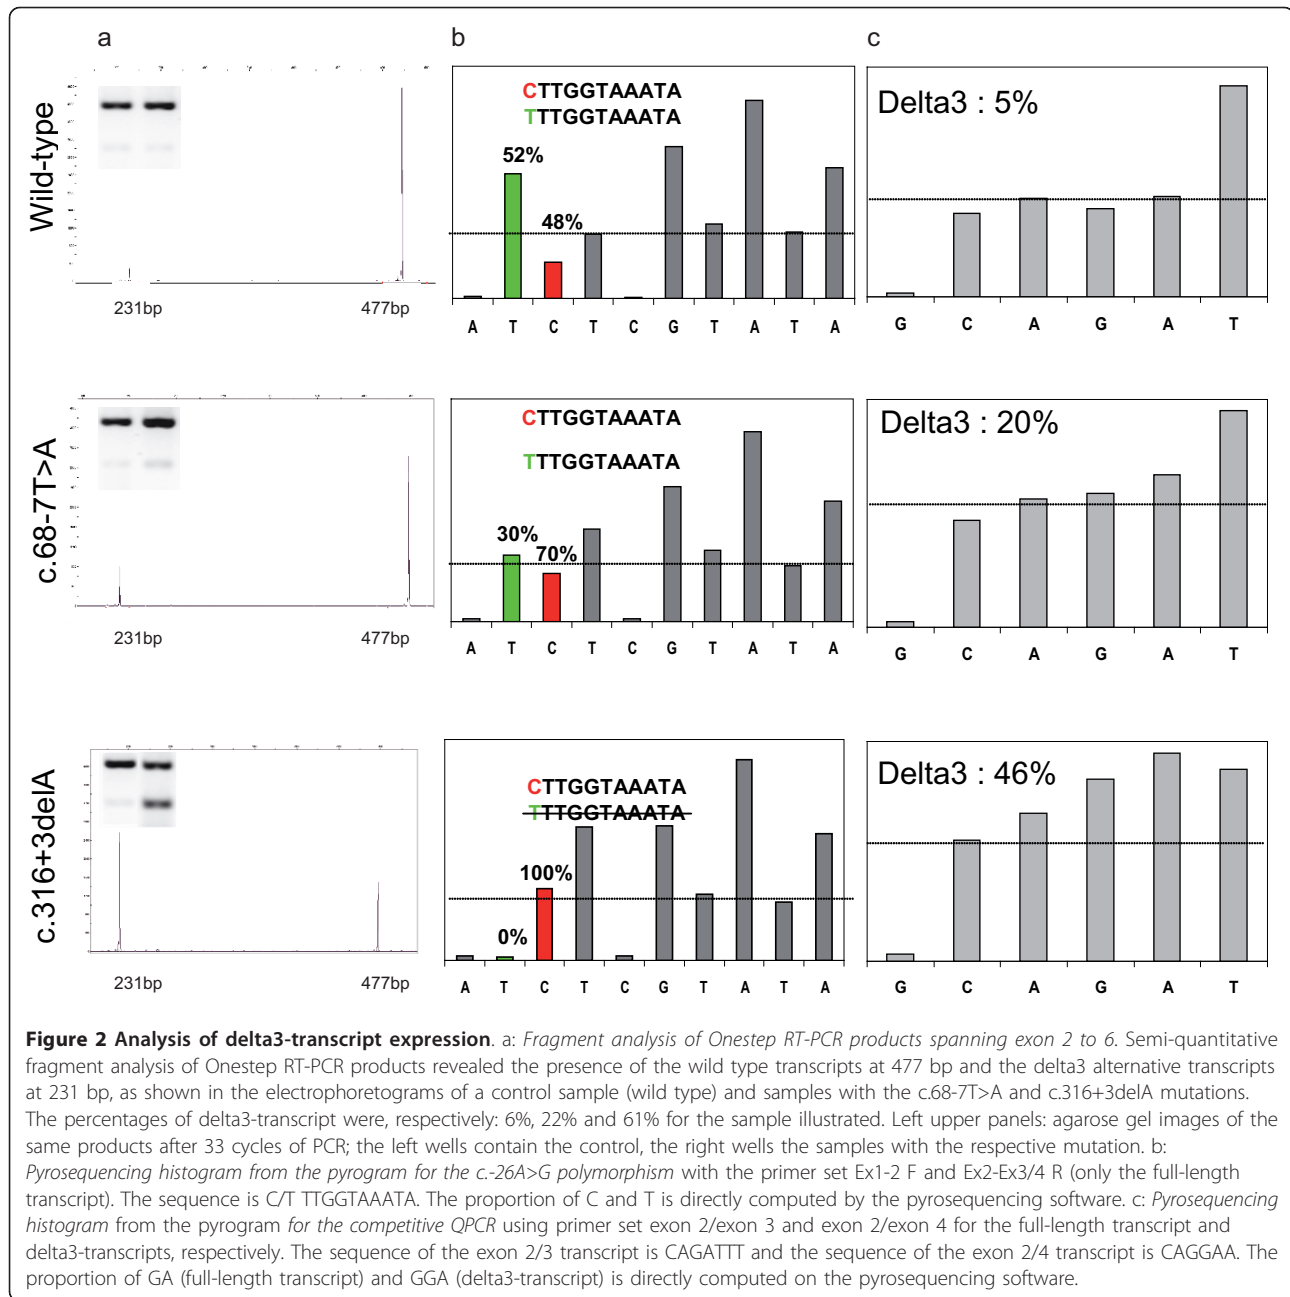 a
b
c
Wild-type
231bp
477bp
CTTGGTAAATA
TTTGGTAAATA
52%
48%
A T C T C G T A T A
Delta3 : 5%
G C A G A T
c.68-7T>A
231bp
477bp
CTTGGTAAATA
TTTGGTAAATA
30%
70%
A T C T C G T A T A
Delta3 : 20%
G C A G A T
c.316+3delA
231bp
477bp
CTTGGTAAATA
TTTGGTAAATA
100%
0%
A T C T C G T A T A
Delta3 : 46%
G C A G A T
Figure 2 Analysis of delta3-transcript expression. a: Fragment analysis of Onestep RT-PCR products spanning exon 2 to 6. Semi-quantitative
fragment analysis of Onestep RT-PCR products revealed the presence of the wild type transcripts at 477 bp and the delta3 alternative transcripts
at 231 bp, as shown in the electrophoretograms of a control sample (wild type) and samples with the c.68-7T>A and c.316+3delA mutations.
The percentages of delta3-transcript were, respectively: 6%, 22% and 61% for the sample illustrated. Left upper panels: agarose gel images of the
same products after 33 cycles of PCR; the left wells contain the control, the right wells the samples with the respective mutation. b:
Pyrosequencing histogram from the pyrogram for the c.-26A>G polymorphism with the primer set Ex1-2 F and Ex2-Ex3/4 R (only the full-length
transcript). The sequence is C/T TTGGTAAATA. The proportion of C and T is directly computed by the pyrosequencing software. c: Pyrosequencing
histogram from the pyrogram for the competitive QPCR using primer set exon 2/exon 3 and exon 2/exon 4 for the full-length transcript and
delta3-transcripts, respectively. The sequence of the exon 2/3 transcript is CAGATTT and the sequence of the exon 2/4 transcript is CAGGAA. The
proportion of GA (full-length transcript) and GGA (delta3-transcript) is directly computed on the pyrosequencing software.